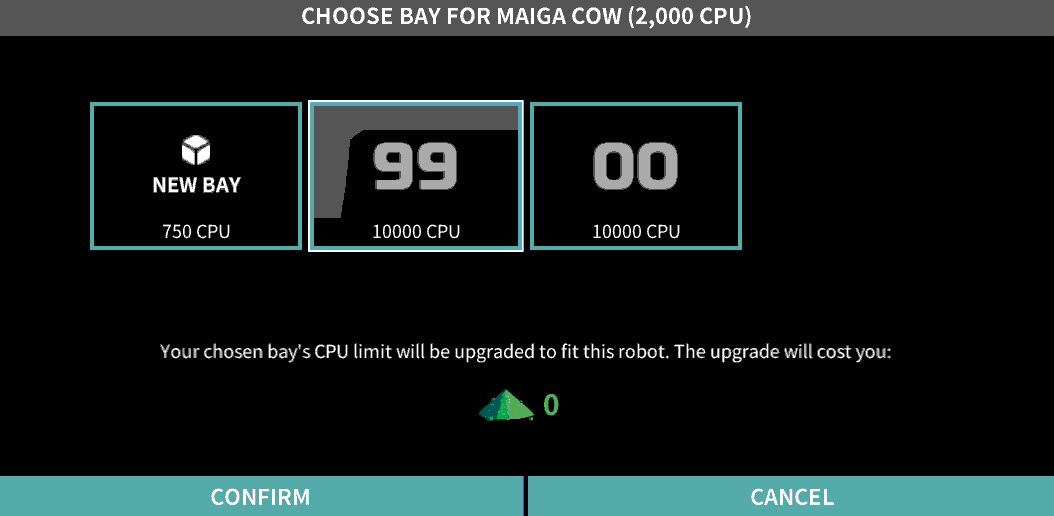 CHOOSE BAY FOR MAIGA COW (2,000 CPU)
NEW BAY
750 CPU
99
10000 CPU
00
10000 CPU
Your chosen bay's CPU limit will be upgraded to fit this robot. The upgrade will cost you:
0
CONFIRM
CANCEL